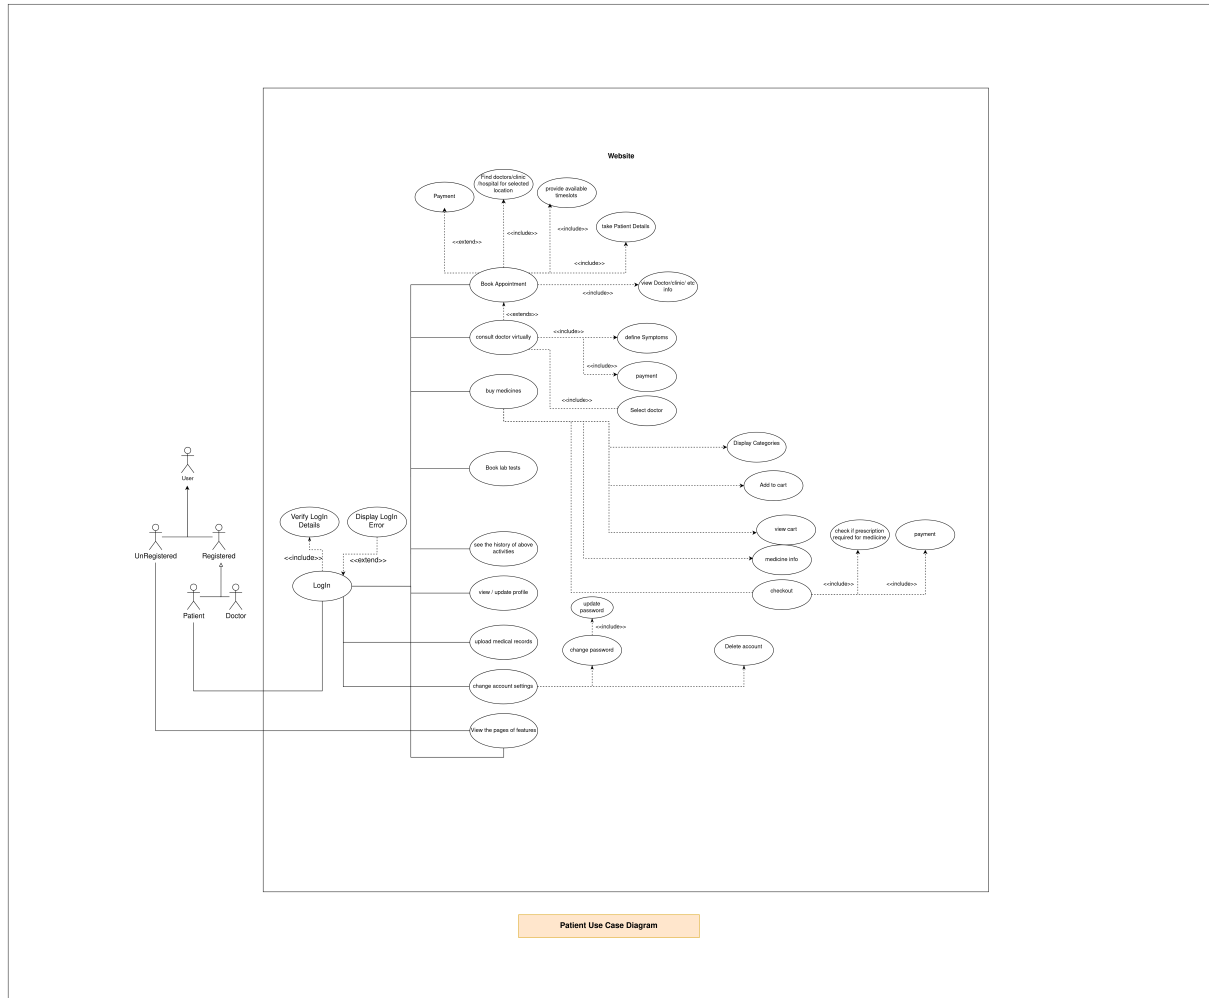 Website
Payment
Find doctors/clinic
/hospital for selected
location
provide available
timeslots
take Patient Details
<<extend>>
<<include>>
<<include>>
<<include>>
Book Appointment
view Doctor/clinic/ etc
info
<<include>>
<<extends>>
consult doctor virtually
<<include>>
define Symptoms
<<include>>
payment
buy medicines
<<include>>
Select doctor
Display Categories
User
Book lab tests
Add to cart
Verify LogIn
Details
Display LogIn
Error
view cart
check if prescription
required for mediicine
payment
UnRegistered
Registered
<<include>>
<<extend>>
see the history of above
activities
medicine info
LogIn
view / update profile
checkout
<<include>>
<<include>>
Patient
Doctor
update
password
<<include>>
upload medical records
change password
Delete account
change account settings
View the pages of features
Patient Use Case Diagram